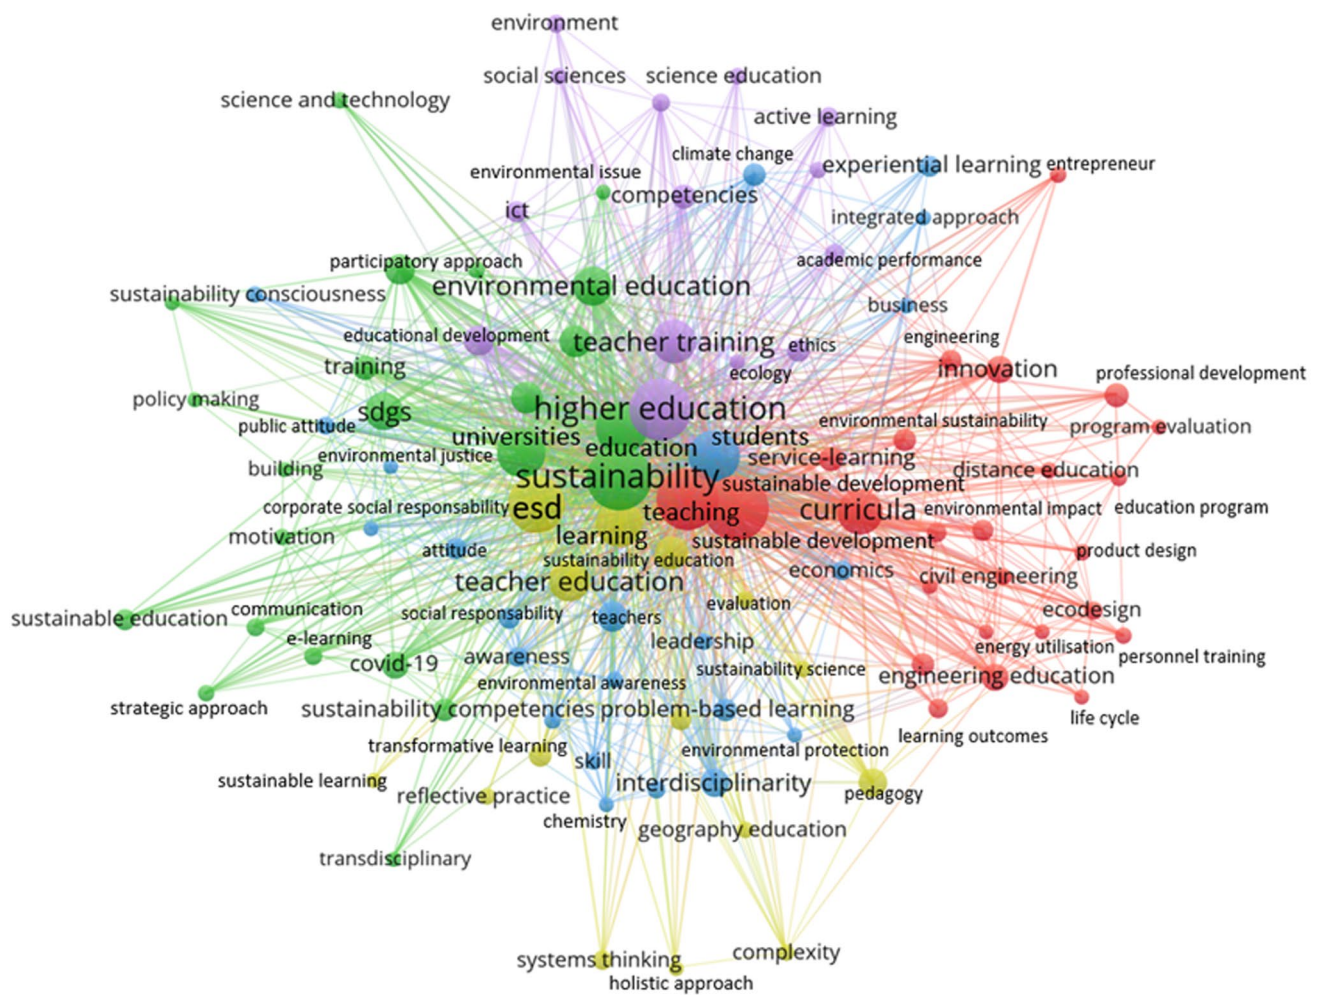 environment
social sciences
science education
science and technology
active learning
climate change
experiential learning
entrepreneur
environmental issue
competencies
ict
integrated approach
participatory approach
academic performance
environmental education
sustainability consciousness
business
educational development
teacher training
ethics
engineering
training
ecology
innovation
professional development
policy making
sdgs
higher education
public attitude
universities
education
students
environmental sustainability
program evaluation
environmental justice
service-learning
building
sustainability
distance education
sustainable development
corporate social responsibility
esd
teaching
curricula
environmental impact
education program
motivation
learning
sustainable development
attitude
sustainability education
product design
economics
civil engineering
teacher education
communication
social responsibility
teachers
evaluation
ecodesign
sustainable education
e-learning
leadership
energy utilisation
covid-19
awareness
sustainability science
engineering education
personnel training
environmental awareness
strategic approach
sustainability competencies
problem-based learning
life cycle
learning outcomes
transformative learning
environmental protection
skill
sustainable learning
interdisciplinarity
reflective practice
pedagogy
chemistry
geography education
transdisciplinary
systems thinking
complexity
holistic approach